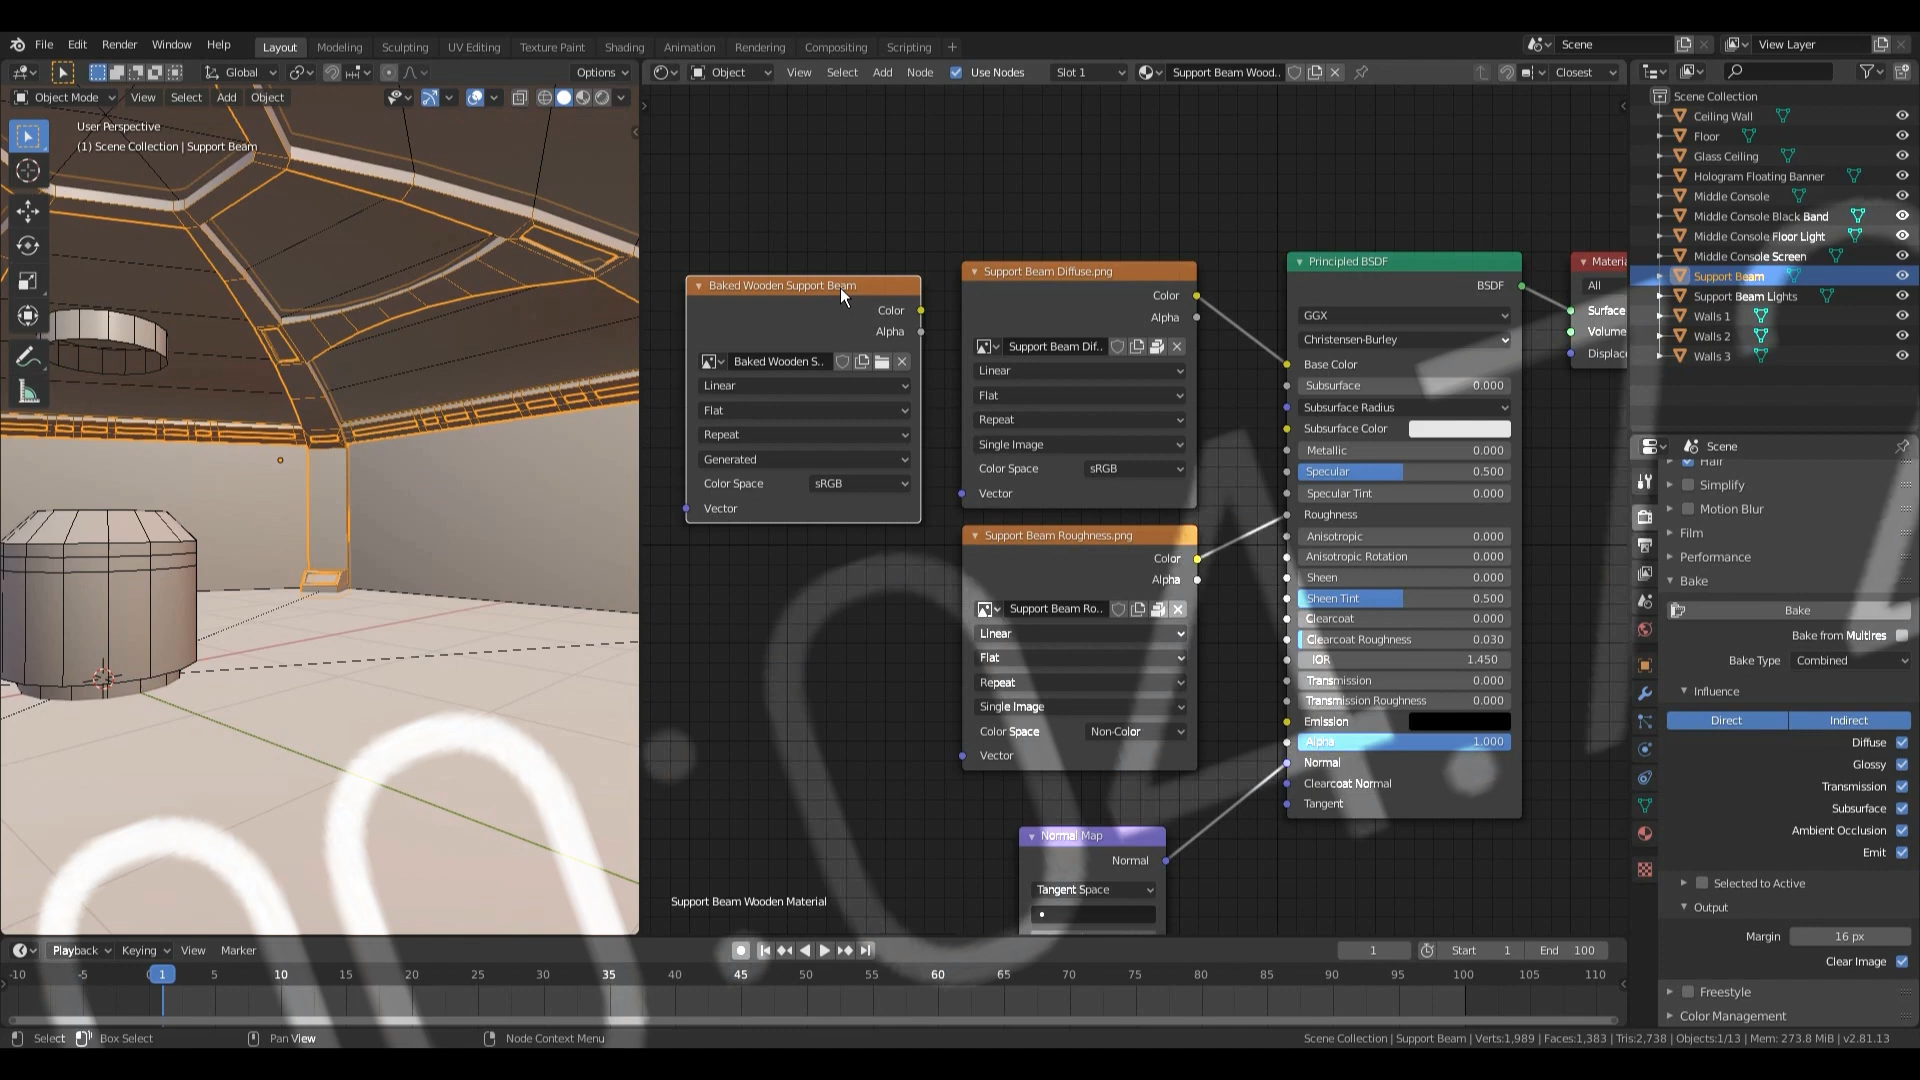 File Edit Render Window Help Layout Modeling Sculpting UV Editing Texture Paint Shading Animation Rendering Compositing Scripting + Scene View Layer
Global Options Object View Select Add Node Use Nodes Slot 1 Support Beam Wood.. Closest
Object Mode View Select Add Object
User Perspective
(1) Scene Collection | Support Beam
Scene Collection
Ceiling Wall
Floor
Glass Ceiling
Hologram Floating Banner
Middle Console
Middle Console Black Band
Middle Console Floor Light
Middle Console Screen
Support Beam
Support Beam Lights
Walls 1
Walls 2
Walls 3
Baked Wooden Support Beam
Color
Alpha
Baked Wooden S..
Linear
Flat
Repeat
Generated
Color Space sRGB
Vector
Support Beam Diffuse.png
Color
Alpha
Support Beam Dif..
Linear
Flat
Repeat
Single Image
Color Space sRGB
Vector
Support Beam Roughness.png
Color
Alpha
Support Beam Ro..
Linear
Flat
Repeat
Single Image
Color Space Non-Color
Vector
Normal Map
Normal
Tangent Space
Support Beam Wooden Material
Principled BSDF
BSDF
GGX
Christensen-Burley
Base Color
Subsurface 0.000
Subsurface Radius
Subsurface Color
Metallic 0.000
Specular 0.500
Specular Tint 0.000
Roughness
Anisotropic 0.000
Anisotropic Rotation 0.000
Sheen 0.000
Sheen Tint 0.500
Clearcoat 0.000
Clearcoat Roughness 0.030
IOR 1.450
Transmission 0.000
Transmission Roughness 0.000
Emission
Alpha 1.000
Normal
Clearcoat Normal
Tangent
Materia
All
Surface
Volume
Displac
Scene
Hair
Simplify
Motion Blur
Film
Performance
Bake
Bake
Bake from Multires
Bake Type Combined
Influence
Direct Indirect
Diffuse
Glossy
Transmission
Subsurface
Ambient Occlusion
Emit
Selected to Active
Output
Margin 16 px
Clear Image
Freestyle
Color Management
Playback Keying View Marker 1 Start 1 End 100
-10 -5 0 1 5 10 15 20 25 30 35 40 45 50 55 60 65 70 75 80 85 90 95 100 105 110
Select Box Select Pan View Node Context Menu Scene Collection | Support Beam | Verts:1,989 | Faces:1,383 | Tris:2,738 | Objects:1/13 | Mem: 273.8 MiB | v2.81.13